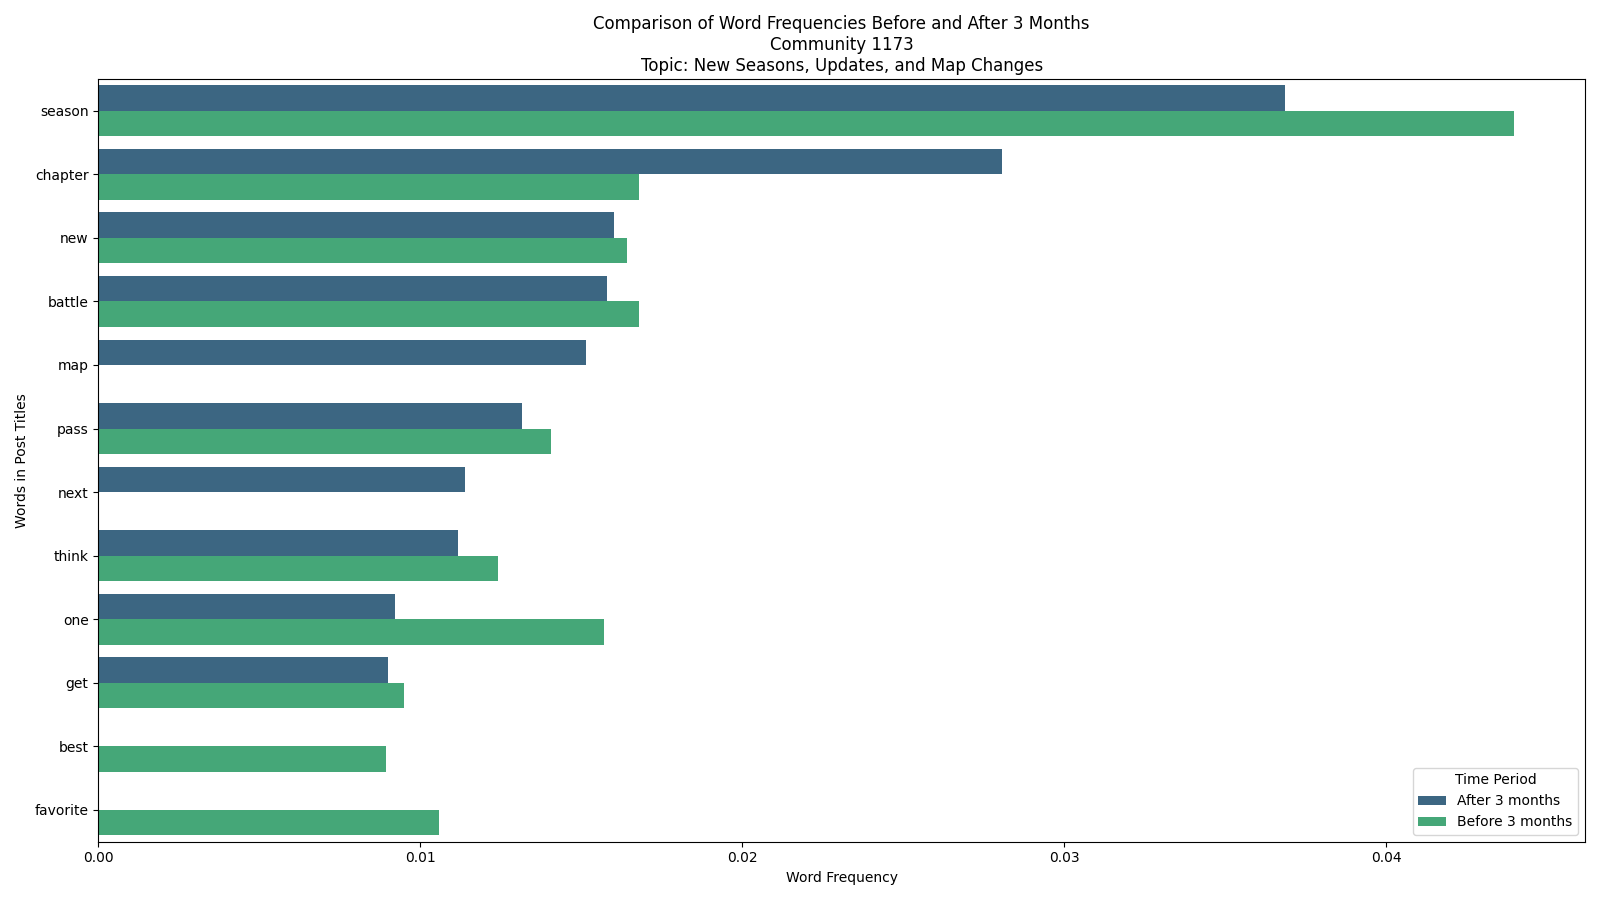 Comparison of Word Frequencies Before and After 3 Months
Community 1173
Topic: New Seasons, Updates, and Map Changes
Words in Post Titles
season
chapter
new
battle
map
pass
next
think
one
get
best
favorite
Time Period
After 3 months
Before 3 months
0.00 0.01 0.02 0.03 0.04
Word Frequency